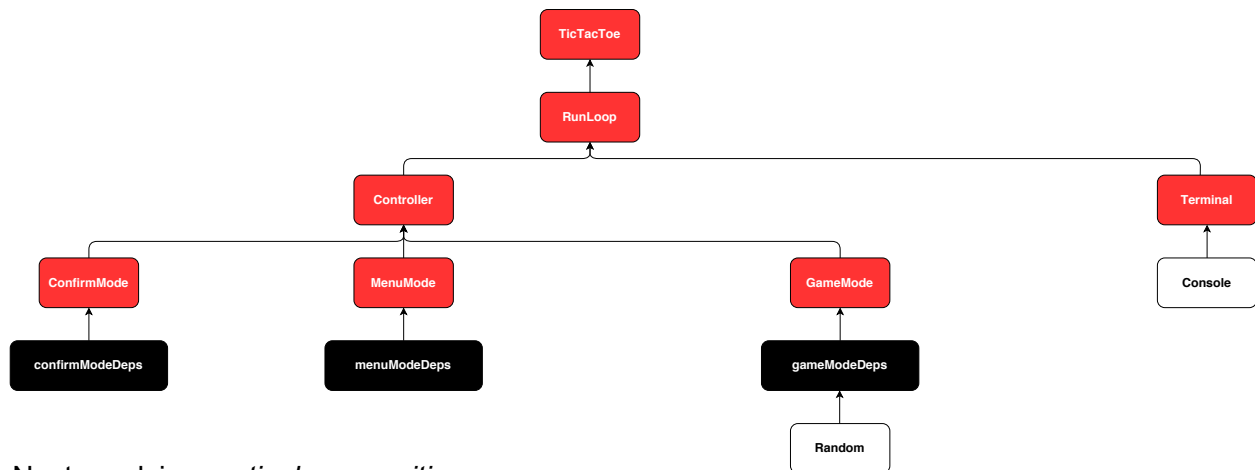 TicTacToe
RunLoop
Controller
Terminal
ConfirmMode
MenuMode
GameMode
Console
confirmModeDeps
menuModeDeps
gameModeDeps
Random